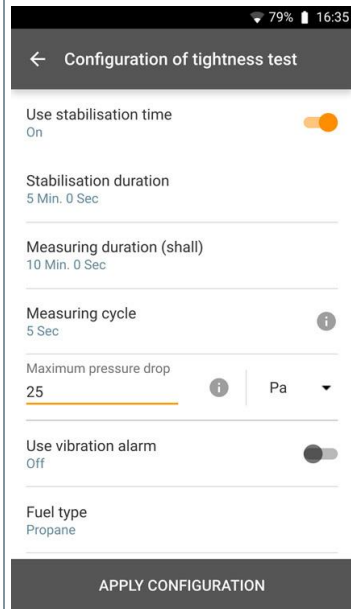 79% 16:35
Configuration of tightness test
Use stabilisation time
On
Stabilisation duration
5 Min. 0 Sec
Measuring duration (shall)
10 Min. 0 Sec
Measuring cycle
5 Sec
Maximum pressure drop
25 Pa
Use vibration alarm
Off
Fuel type
Propane
APPLY CONFIGURATION